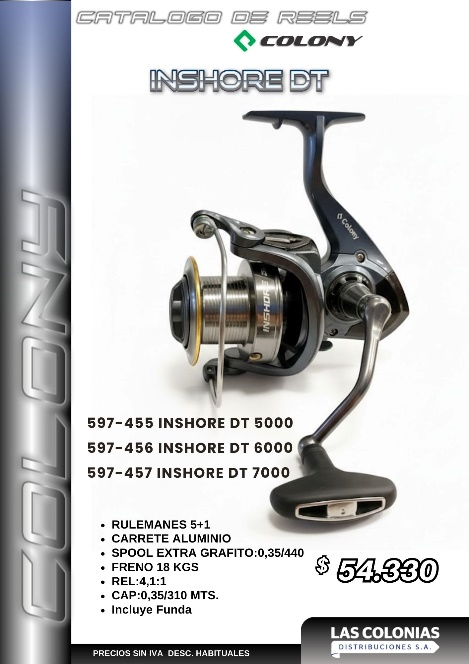 CATALOGO DE REELS
COLONY
INSHORE DT
COLONY
Colony
INSHORE
597-455 INSHORE DT 5000
597-456 INSHORE DT 6000
597-457 INSHORE DT 7000
• RULEMANES 5+1
• CARRETE ALUMINIO
• SPOOL EXTRA GRAFITO:0,35/440
• FRENO 18 KGS
• REL:4,1:1
• CAP:0,35/310 MTS.
• Incluye Funda
$ 54.330
LAS COLONIAS
DISTRIBUCIONES S.A.
PRECIOS SIN IVA DESC. HABITUALES